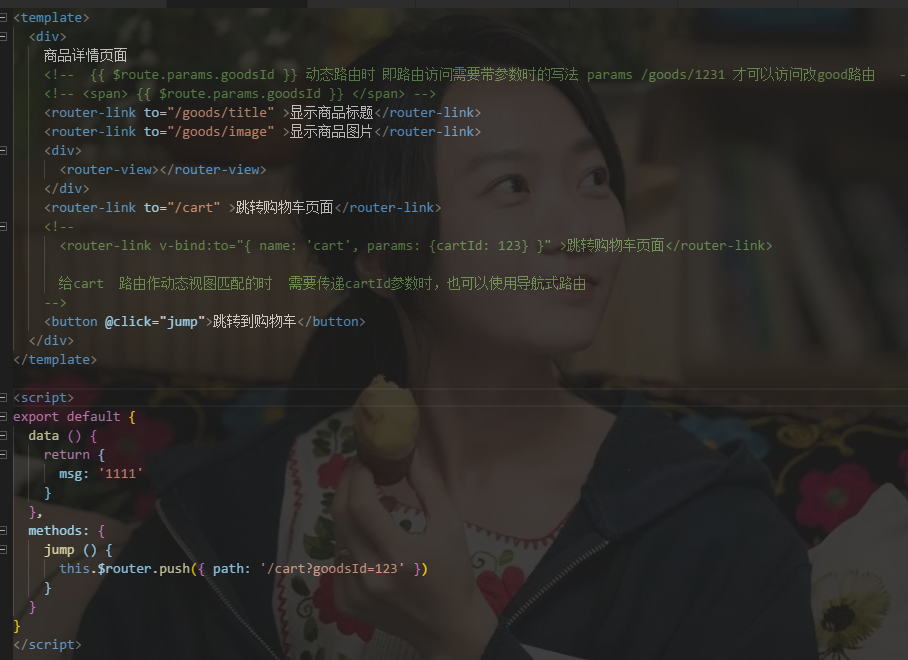 <template>
<div>
商品详情页面
<!-- {{ $route.params.goodsId }} 动态路由时 即路由访问需要带参数时的写法 params /goods/1231 才可以访问改good路由 -
<!-- <span> {{ $route.params.goodsId }} </span> -->
<router-link to="/goods/title" >显示商品标题</router-link>
<router-link to="/goods/image" >显示商品图片</router-link>
<div>
<router-view></router-view>
</div>
<router-link to="/cart" >跳转购物车页面</router-link>
<!--
<router-link v-bind:to="{ name: 'cart', params: {cartId: 123} }" >跳转购物车页面</router-link>
给cart 路由作动态视图匹配的时 需要传递cartId参数时，也可以使用导航式路由
-->
<button @click="jump">跳转到购物车</button>
</div>
</template>
<script>
export default {
data () {
return {
msg: '1111'
}
},
methods: {
jump () {
this.$router.push({ path: '/cart?goodsId=123' })
}
}
}
</script>